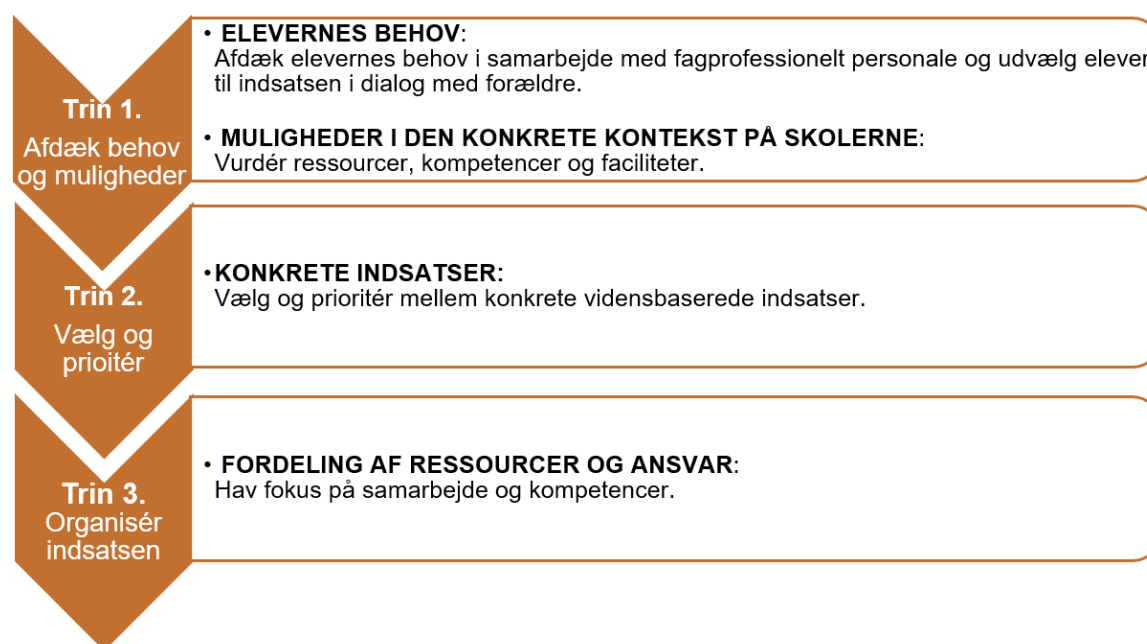 Trin 1.
Afdæk behov
og muligheder
• ELEVERNES BEHOV:
Afdæk elevernes behov i samarbejde med fagprofessionelt personale og udvælg elever
til indsatsen i dialog med forældre.
• MULIGHEDER I DEN KONKRETE KONTEKST PÅ SKOLERNE:
Vurdér ressourcer, kompetencer og faciliteter.
Trin 2.
Vælg og
prioitér
•KONKRETE INDSATSER:
Vælg og prioritér mellem konkrete vidensbaserede indsatser.
Trin 3.
Organisér
indsatsen
• FORDELING AF RESSOURCER OG ANSVAR:
Hav fokus på samarbejde og kompetencer.